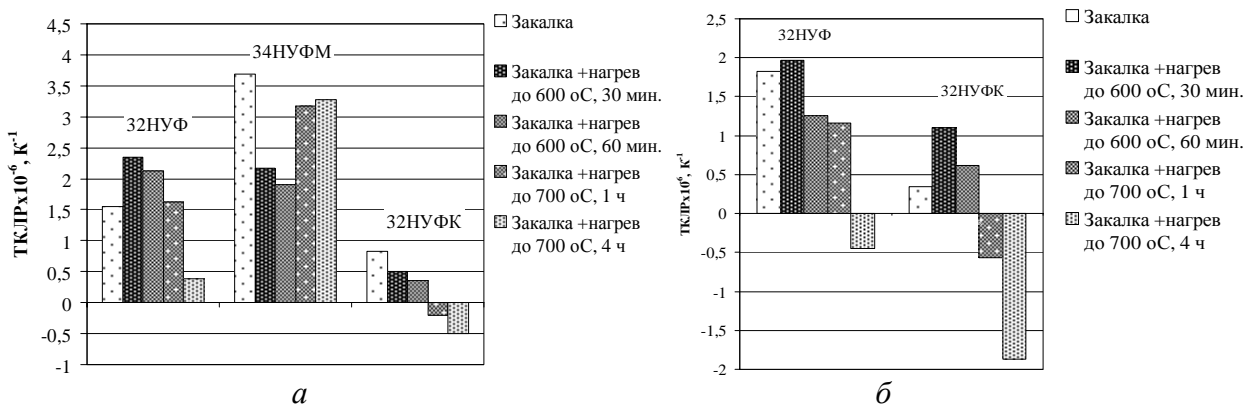 ТКЛРх10⁻⁶, К⁻¹
4,5
4
3,5
3
2,5
2
1,5
1
0,5
0
-0,5
-1
32НУФ
34НУФМ
32НУФК
Закалка
Закалка +нагрев
до 600 оС, 30 мин.
Закалка +нагрев
до 600 оС, 60 мин.
Закалка +нагрев
до 700 оС, 1 ч
Закалка +нагрев
до 700 оС, 4 ч
а
ТКЛРх10⁶, К⁻¹
2,5
2
1,5
1
0,5
0
-0,5
-1
-1,5
-2
32НУФ
32НУФК
Закалка
Закалка +нагрев
до 600 оС, 30 мин.
Закалка +нагрев
до 600 оС, 60 мин.
Закалка +нагрев
до 700 оС, 1 ч
Закалка +нагрев
до 700 оС, 4 ч
б